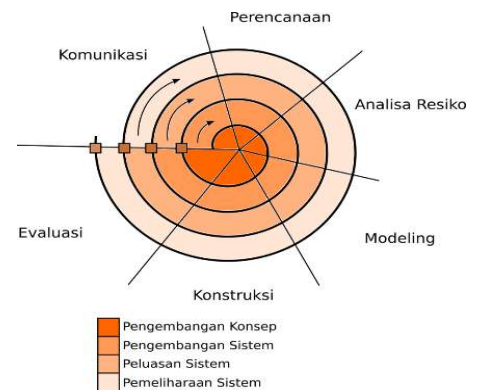 Perencanaan
Komunikasi
Analisa Resiko
Modeling
Evaluasi
Konstruksi
Pengembangan Konsep
Pengembangan Sistem
Peluasan Sistem
Pemeliharaan Sistem